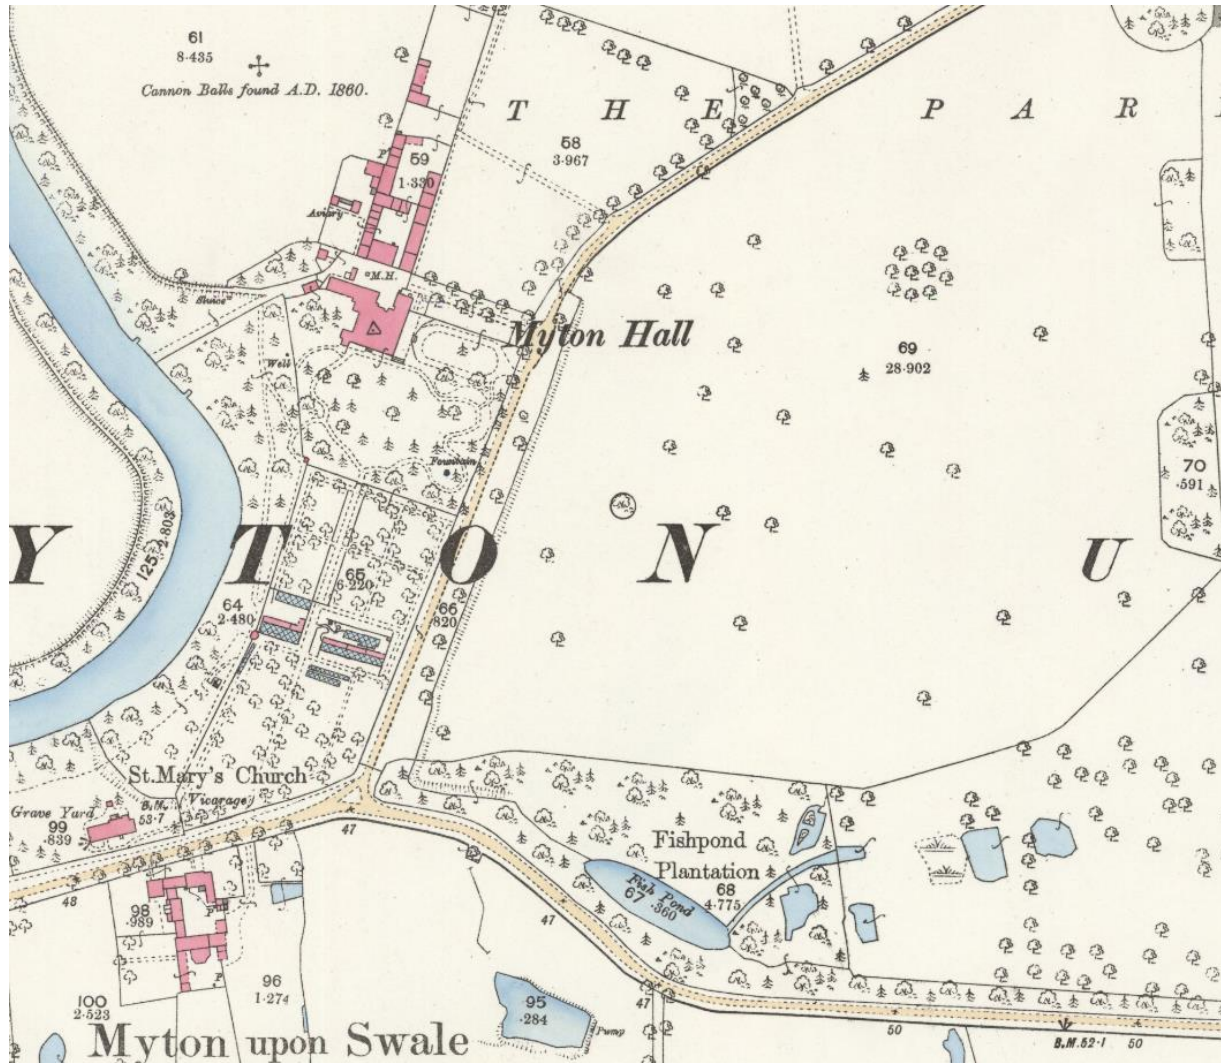 61
8·435
Cannon Balls found A.D. 1860.
T H E P A R
58
3·967
59
1·330
P
Aviary
M.H.
Sluice
Myton Hall
Well
69
28·902
Fountain
70
·591
Y T O N U
125
2·803
65
6·220
64
2·480
66
·820
St. Mary's Church
Vicarage
B.M. 53·7
Grave Yard
99
·839
47
48
Fishpond
Plantation
Fish Pond
67 ·360
68
4·775
47
98
·989
P
P
96
1·274
100
2·523
95
·284
Pump
47
50
50
B.M. 52·1
Myton upon Swale